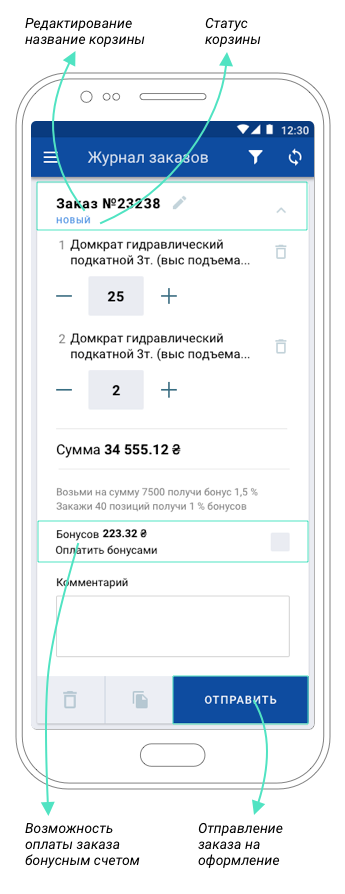 Редактирование
название корзины
Статус
корзины
12:30
Журнал заказов
Заказ №23238
НОВЫЙ
1 Домкрат гидравлический
подкатной 3т. (выс подъема...
25
2 Домкрат гидравлический
подкатной 3т. (выс подъема...
2
Сумма 34 555.12 ₴
Возьми на сумму 7500 получи бонус 1,5 %
Закажи 40 позиций получи 1 % бонусов
Бонусов 223.32 ₴
Оплатить бонусами
Комментарий
ОТПРАВИТЬ
Возможность
оплаты заказа
бонусным счетом
Отправление
заказа на
оформление